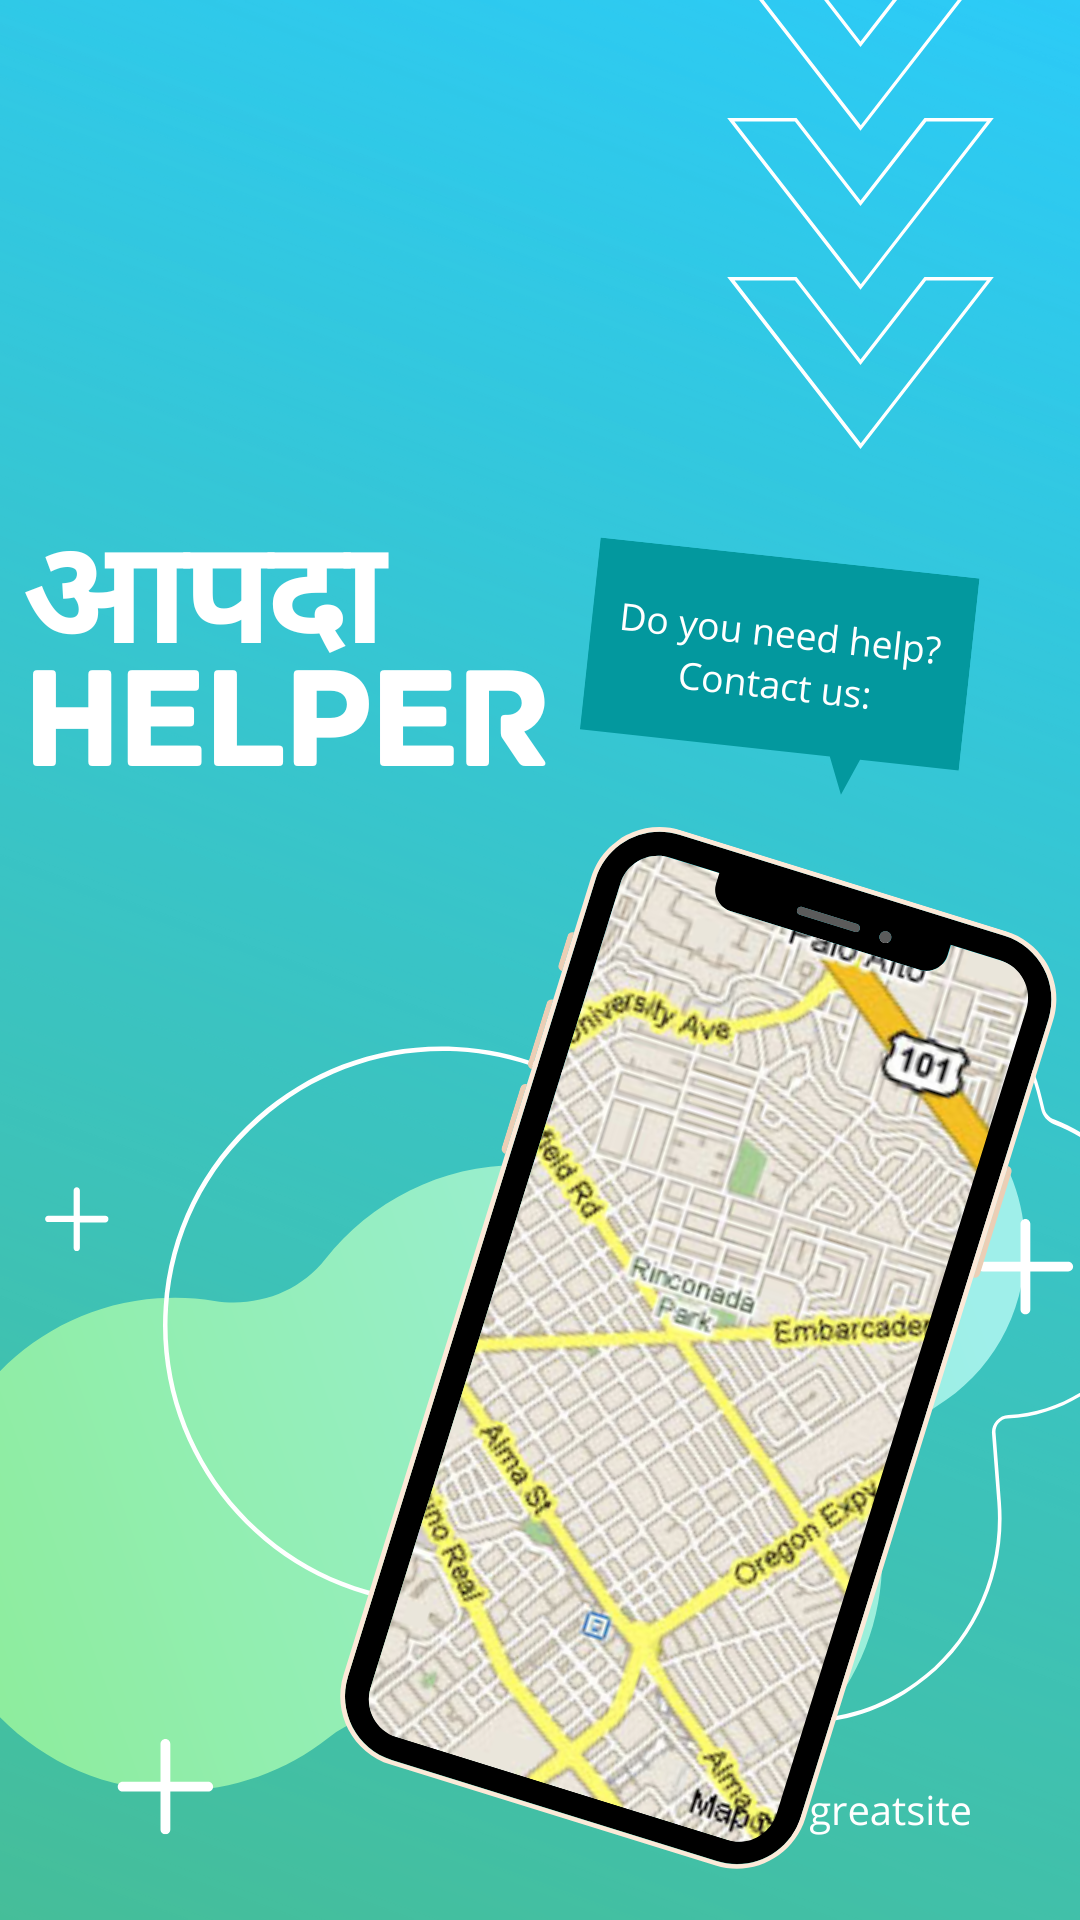 आपदा
HELPER
Do you need help?
Contact us:
Palo Alto
University Ave
101
field Rd
Rinconada
Park
Embarcader
Alma St
Oregon Expy
ino Real
Alma
Map
greatsite